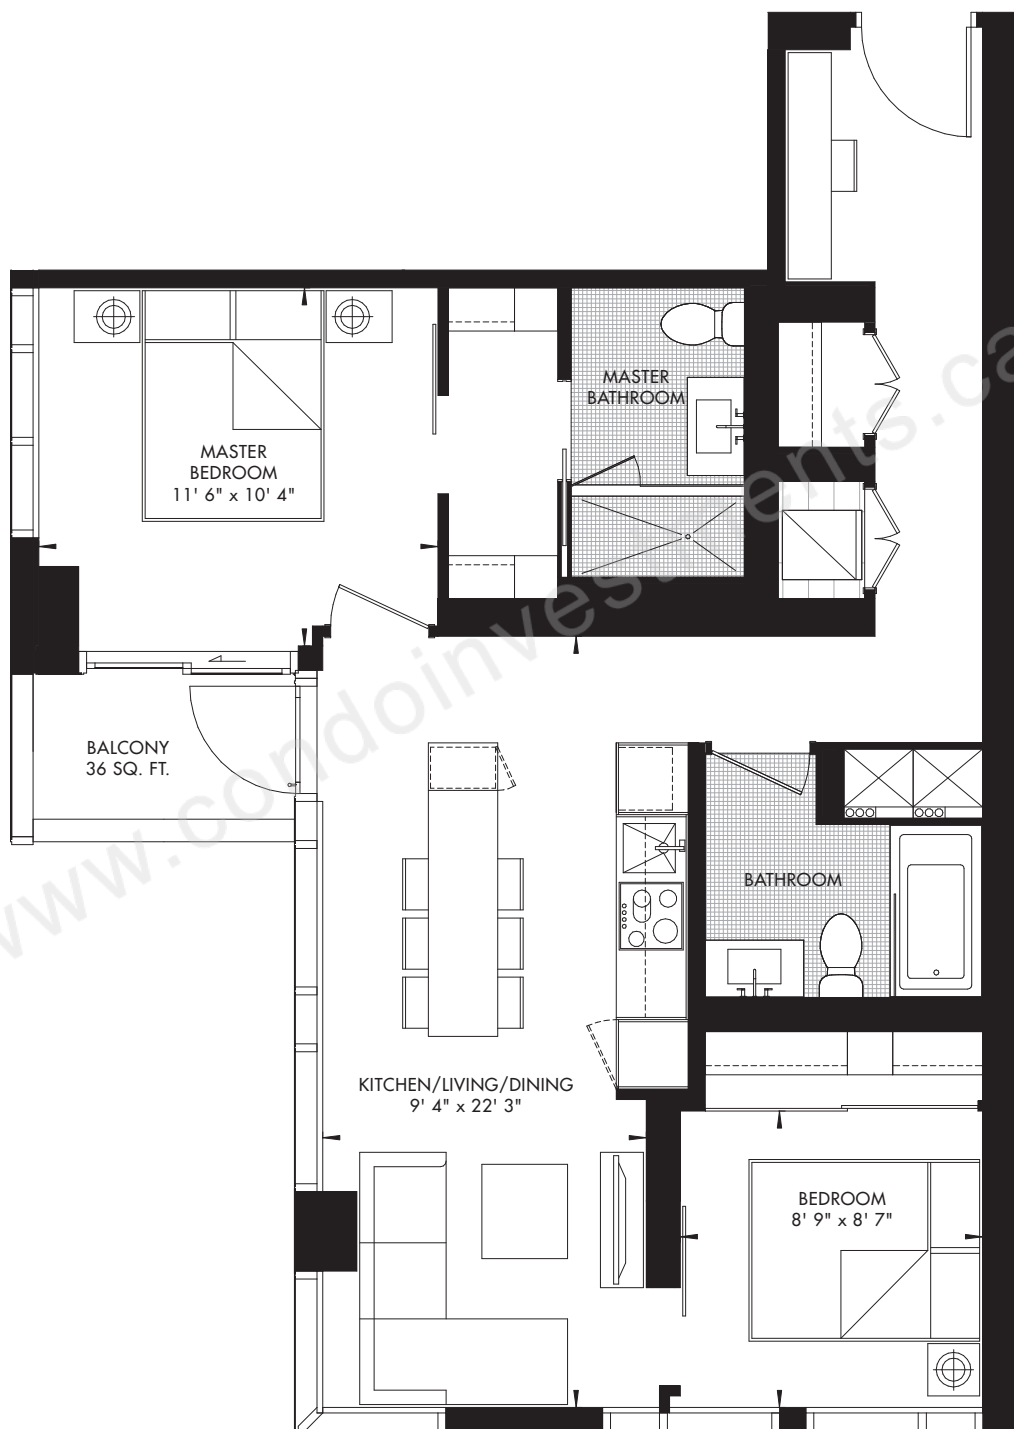 MASTER
BATHROOM
MASTER
BEDROOM
11' 6" x 10' 4"
www.condoinvestments.ca
BALCONY
36 SQ. FT.
BATHROOM
KITCHEN/LIVING/DINING
9' 4" x 22' 3"
BEDROOM
8' 9" x 8' 7"